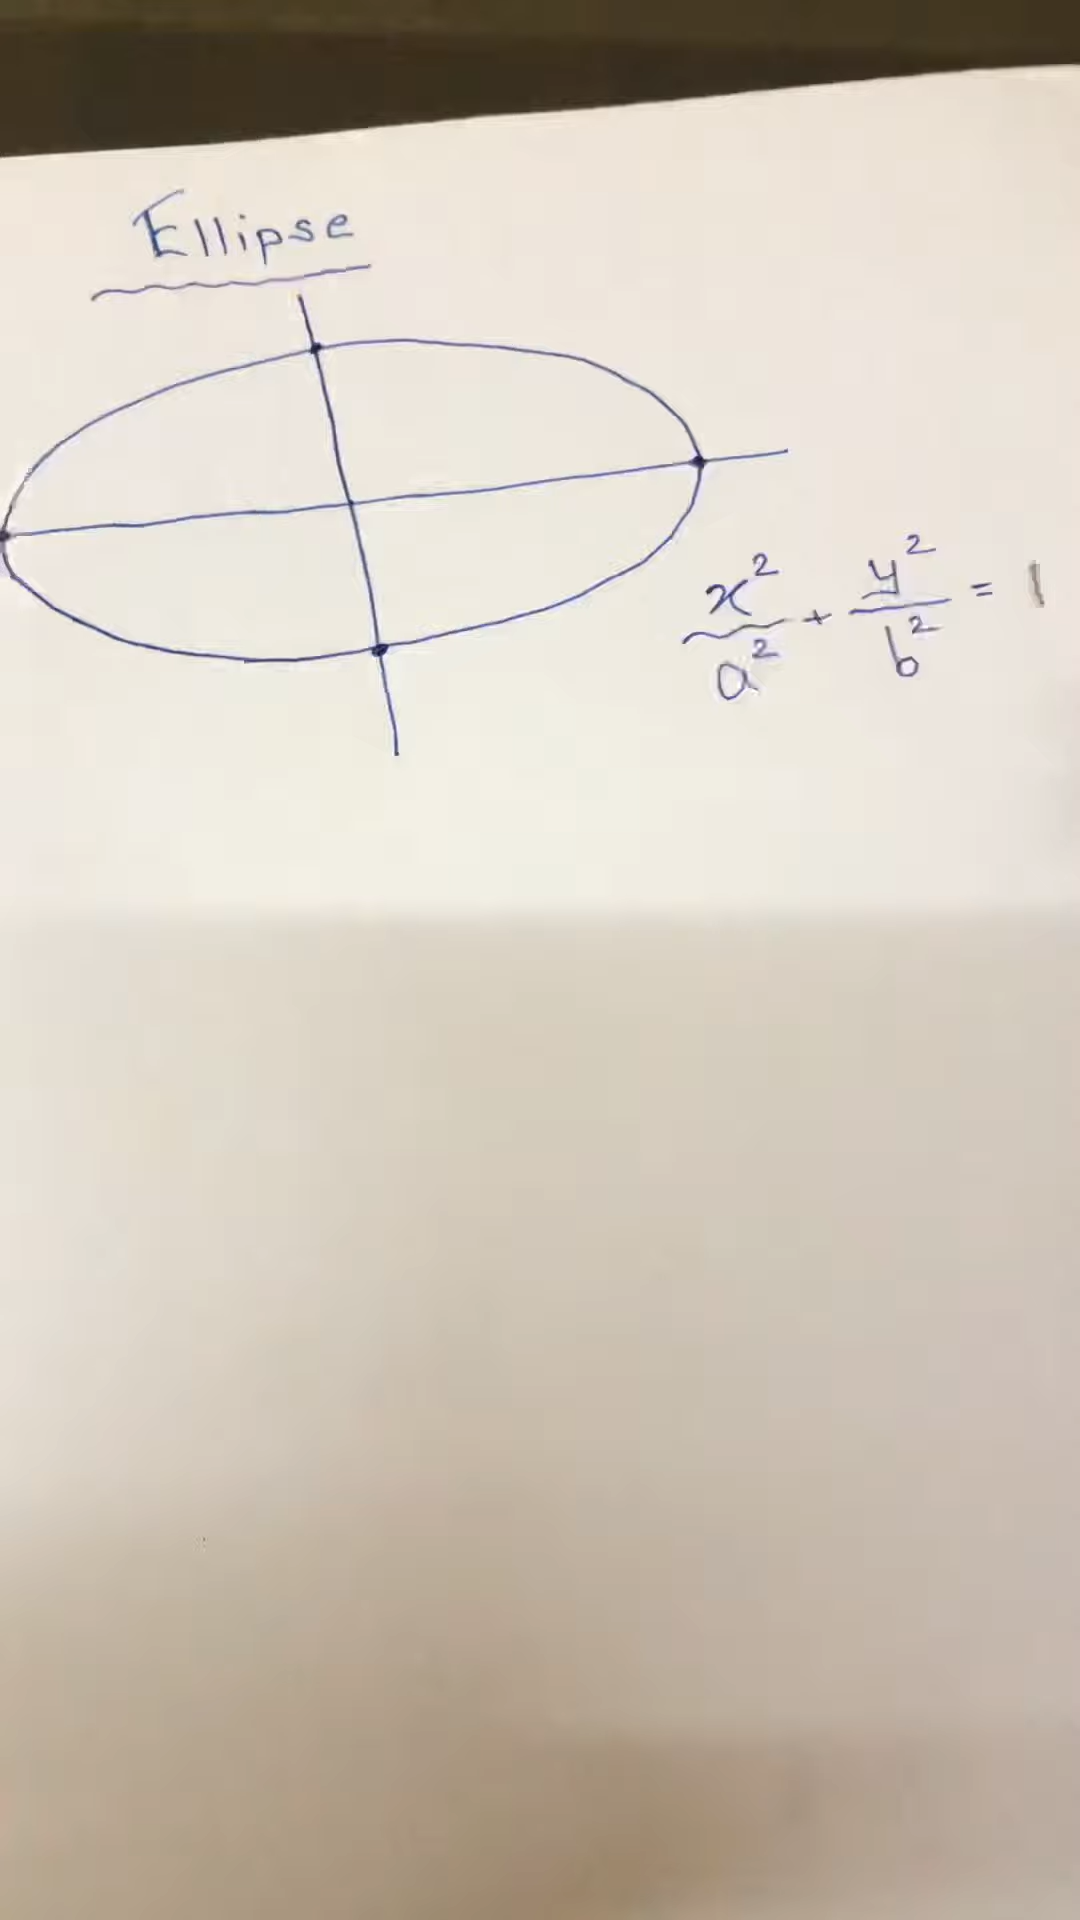 Ellipse
x²/a² + y²/b² = 1